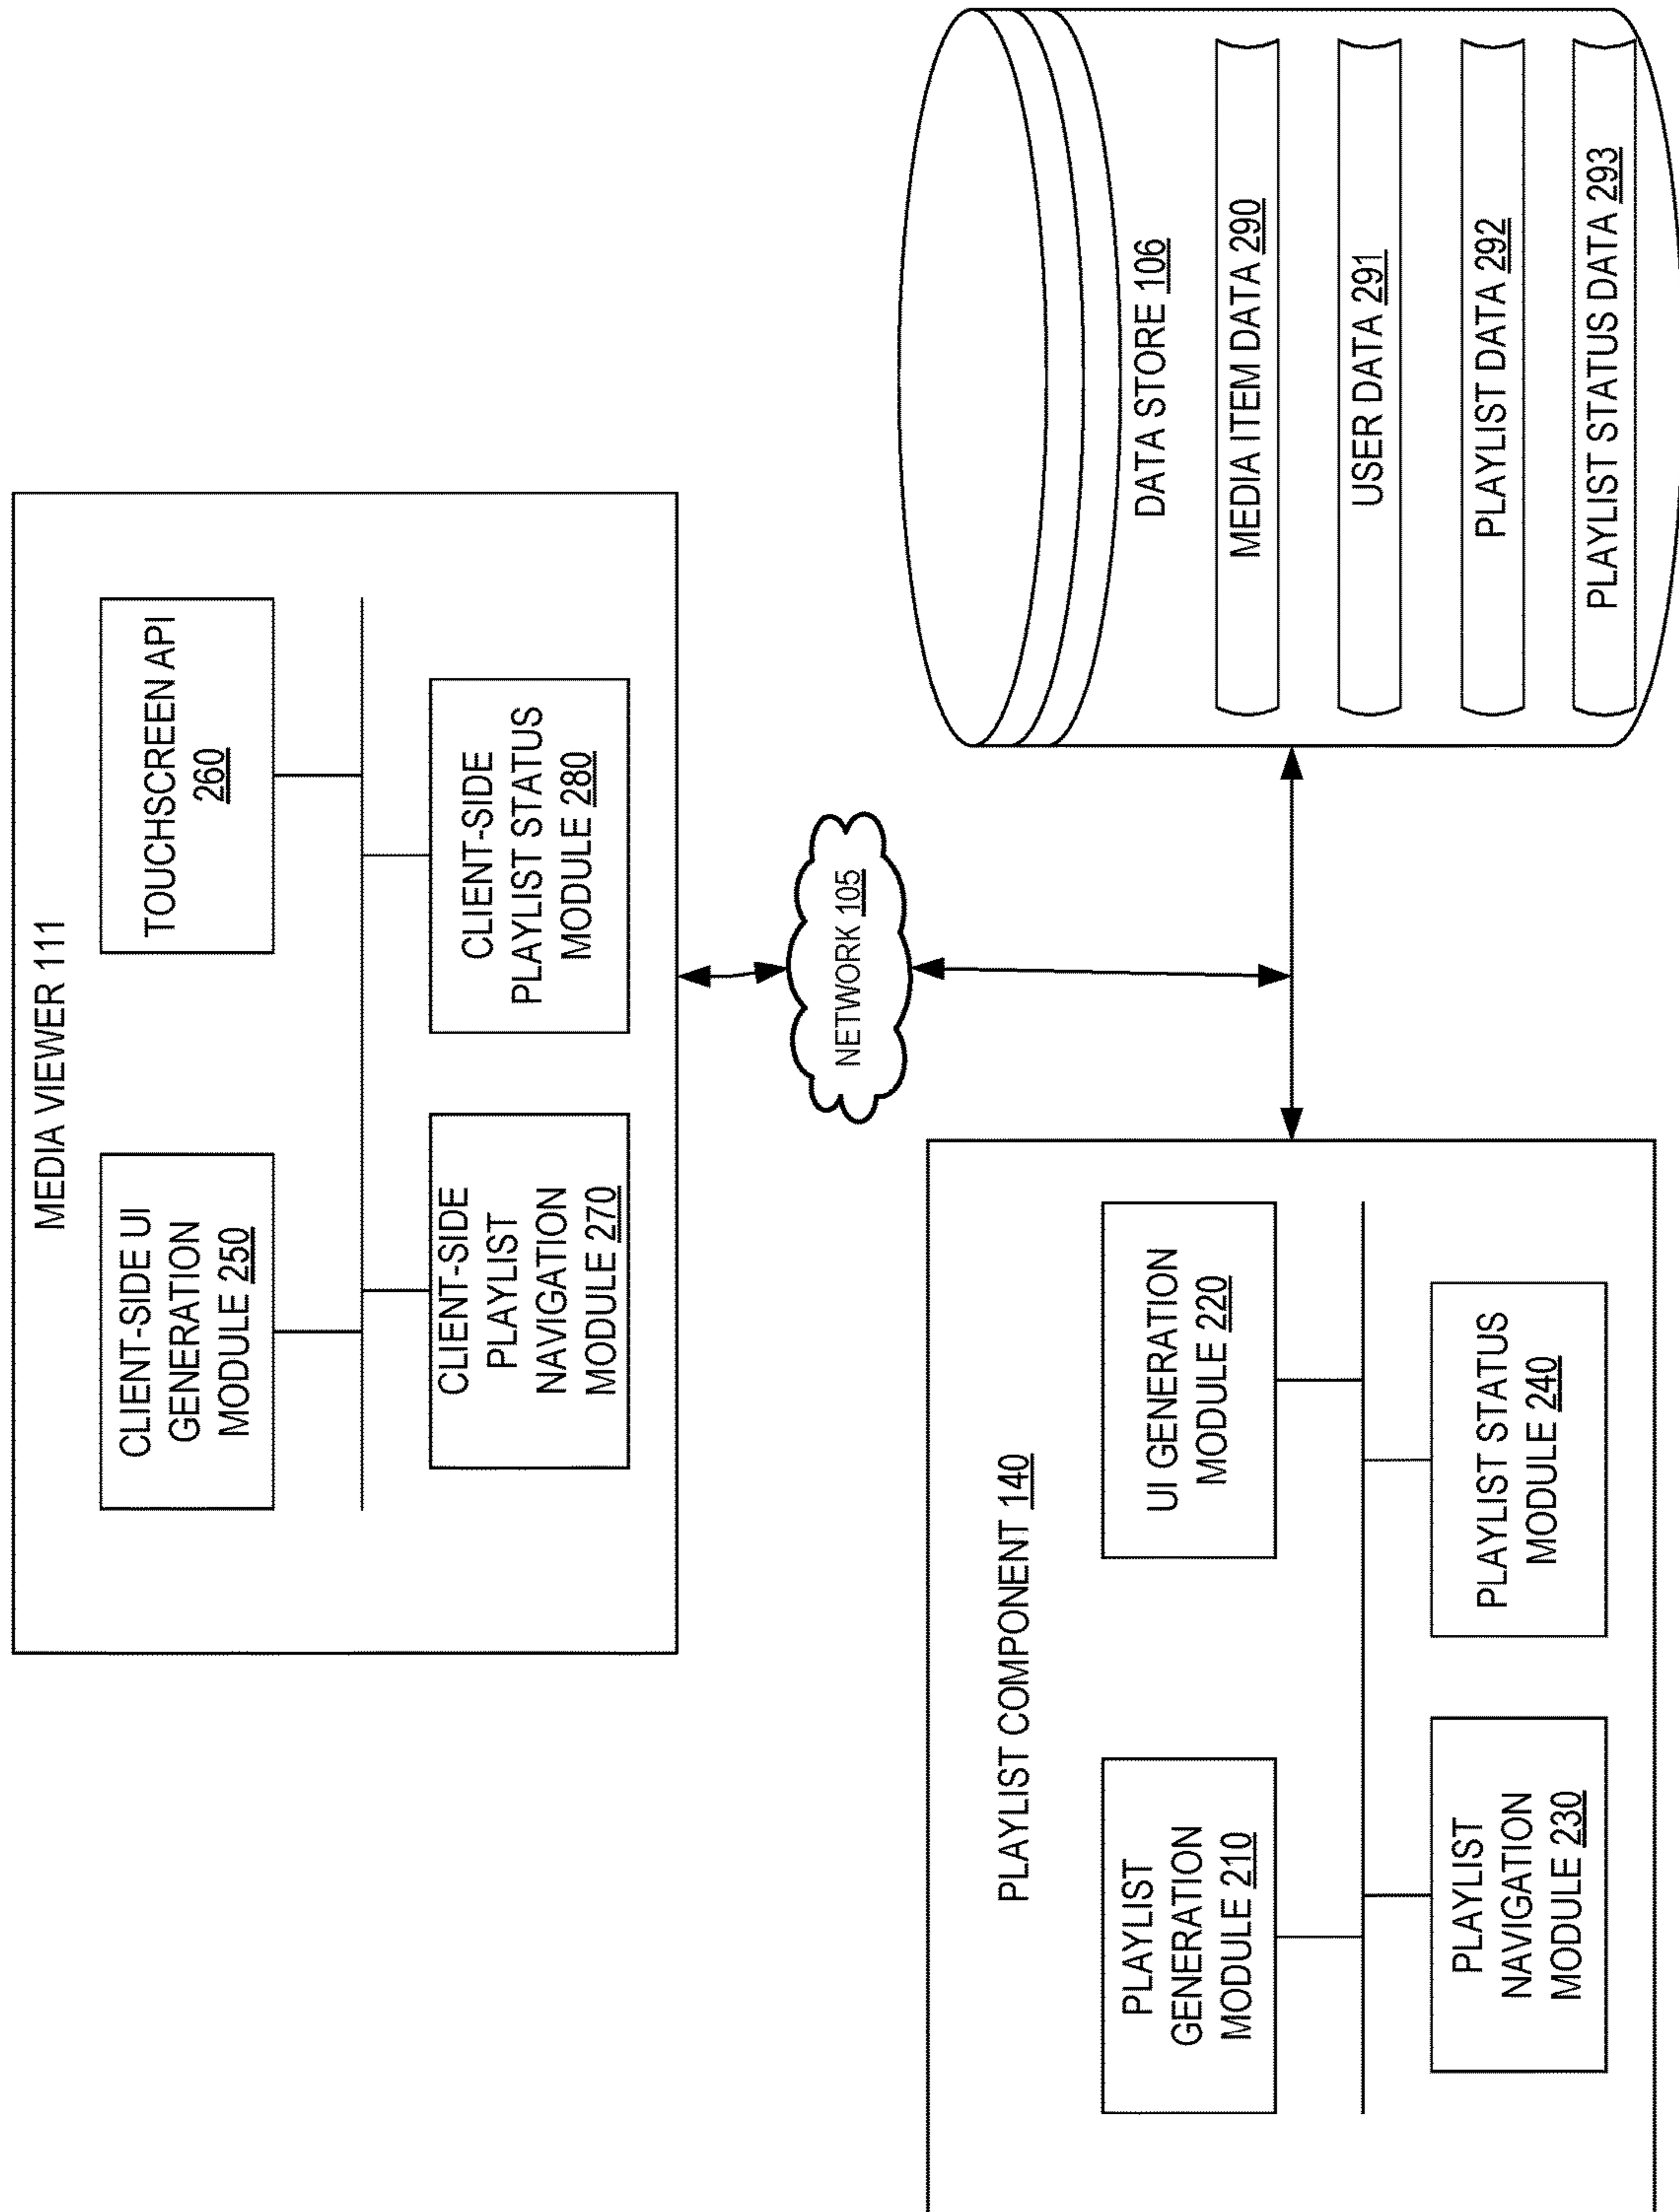 MEDIA VIEWER 111
CLIENT-SIDE UI
GENERATION
MODULE 250
TOUCHSCREEN API
260
CLIENT-SIDE
PLAYLIST
NAVIGATION
MODULE 270
CLIENT-SIDE
PLAYLIST STATUS
MODULE 280
NETWORK 105
PLAYLIST COMPONENT 140
PLAYLIST
GENERATION
MODULE 210
UI GENERATION
MODULE 220
PLAYLIST
NAVIGATION
MODULE 230
PLAYLIST STATUS
MODULE 240
DATA STORE 106
MEDIA ITEM DATA 290
USER DATA 291
PLAYLIST DATA 292
PLAYLIST STATUS DATA 293